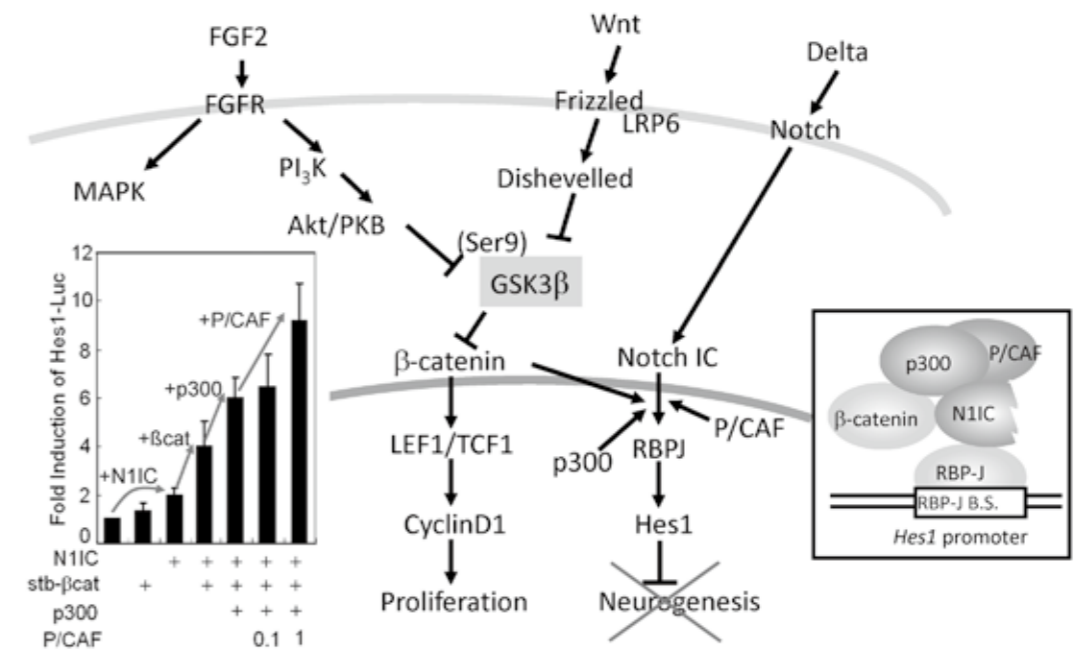 FGF2
FGFR
MAPK
PI3K
Akt/PKB
Wnt
Frizzled
LRP6
Dishevelled
(Ser9)
GSK3β
β-catenin
LEF1/TCF1
CyclinD1
Proliferation
Delta
Notch
Notch IC
P/CAF
p300
RBPJ
Hes1
Neurogenesis
Fold Induction of Hes1-Luc
12
10
8
6
4
2
0
+N1IC
+ßcat
+p300
+P/CAF
N1IC + + + + +
stb-βcat + + + + +
p300 + + +
P/CAF 0.1 1
p300
P/CAF
β-catenin
N1IC
RBP-J
RBP-J B.S.
Hes1 promoter